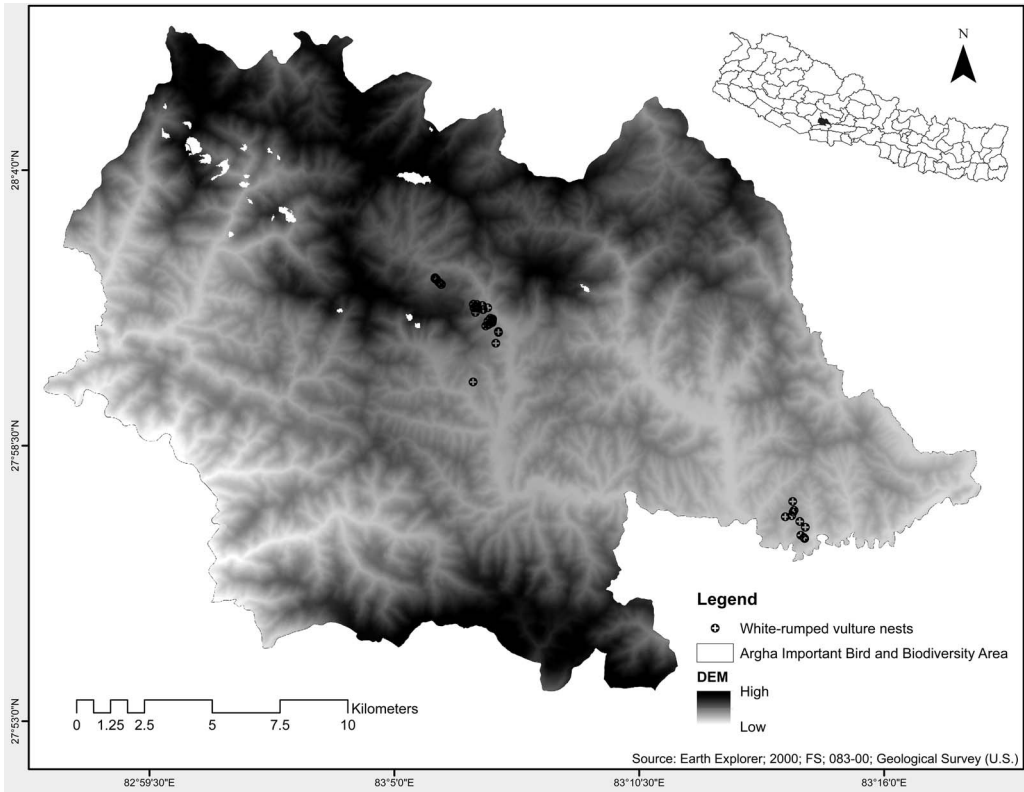 N
28°4'0"N
27°58'30"N
27°53'0"N
Legend
White-rumped vulture nests
Argha Important Bird and Biodiversity Area
DEM
High
Low
Kilometers
0 1.25 2.5 5 7.5 10
Source: Earth Explorer; 2000; FS; 083-00; Geological Survey (U.S.)
82°59'30"E 83°5'0"E 83°10'30"E 83°16'0"E